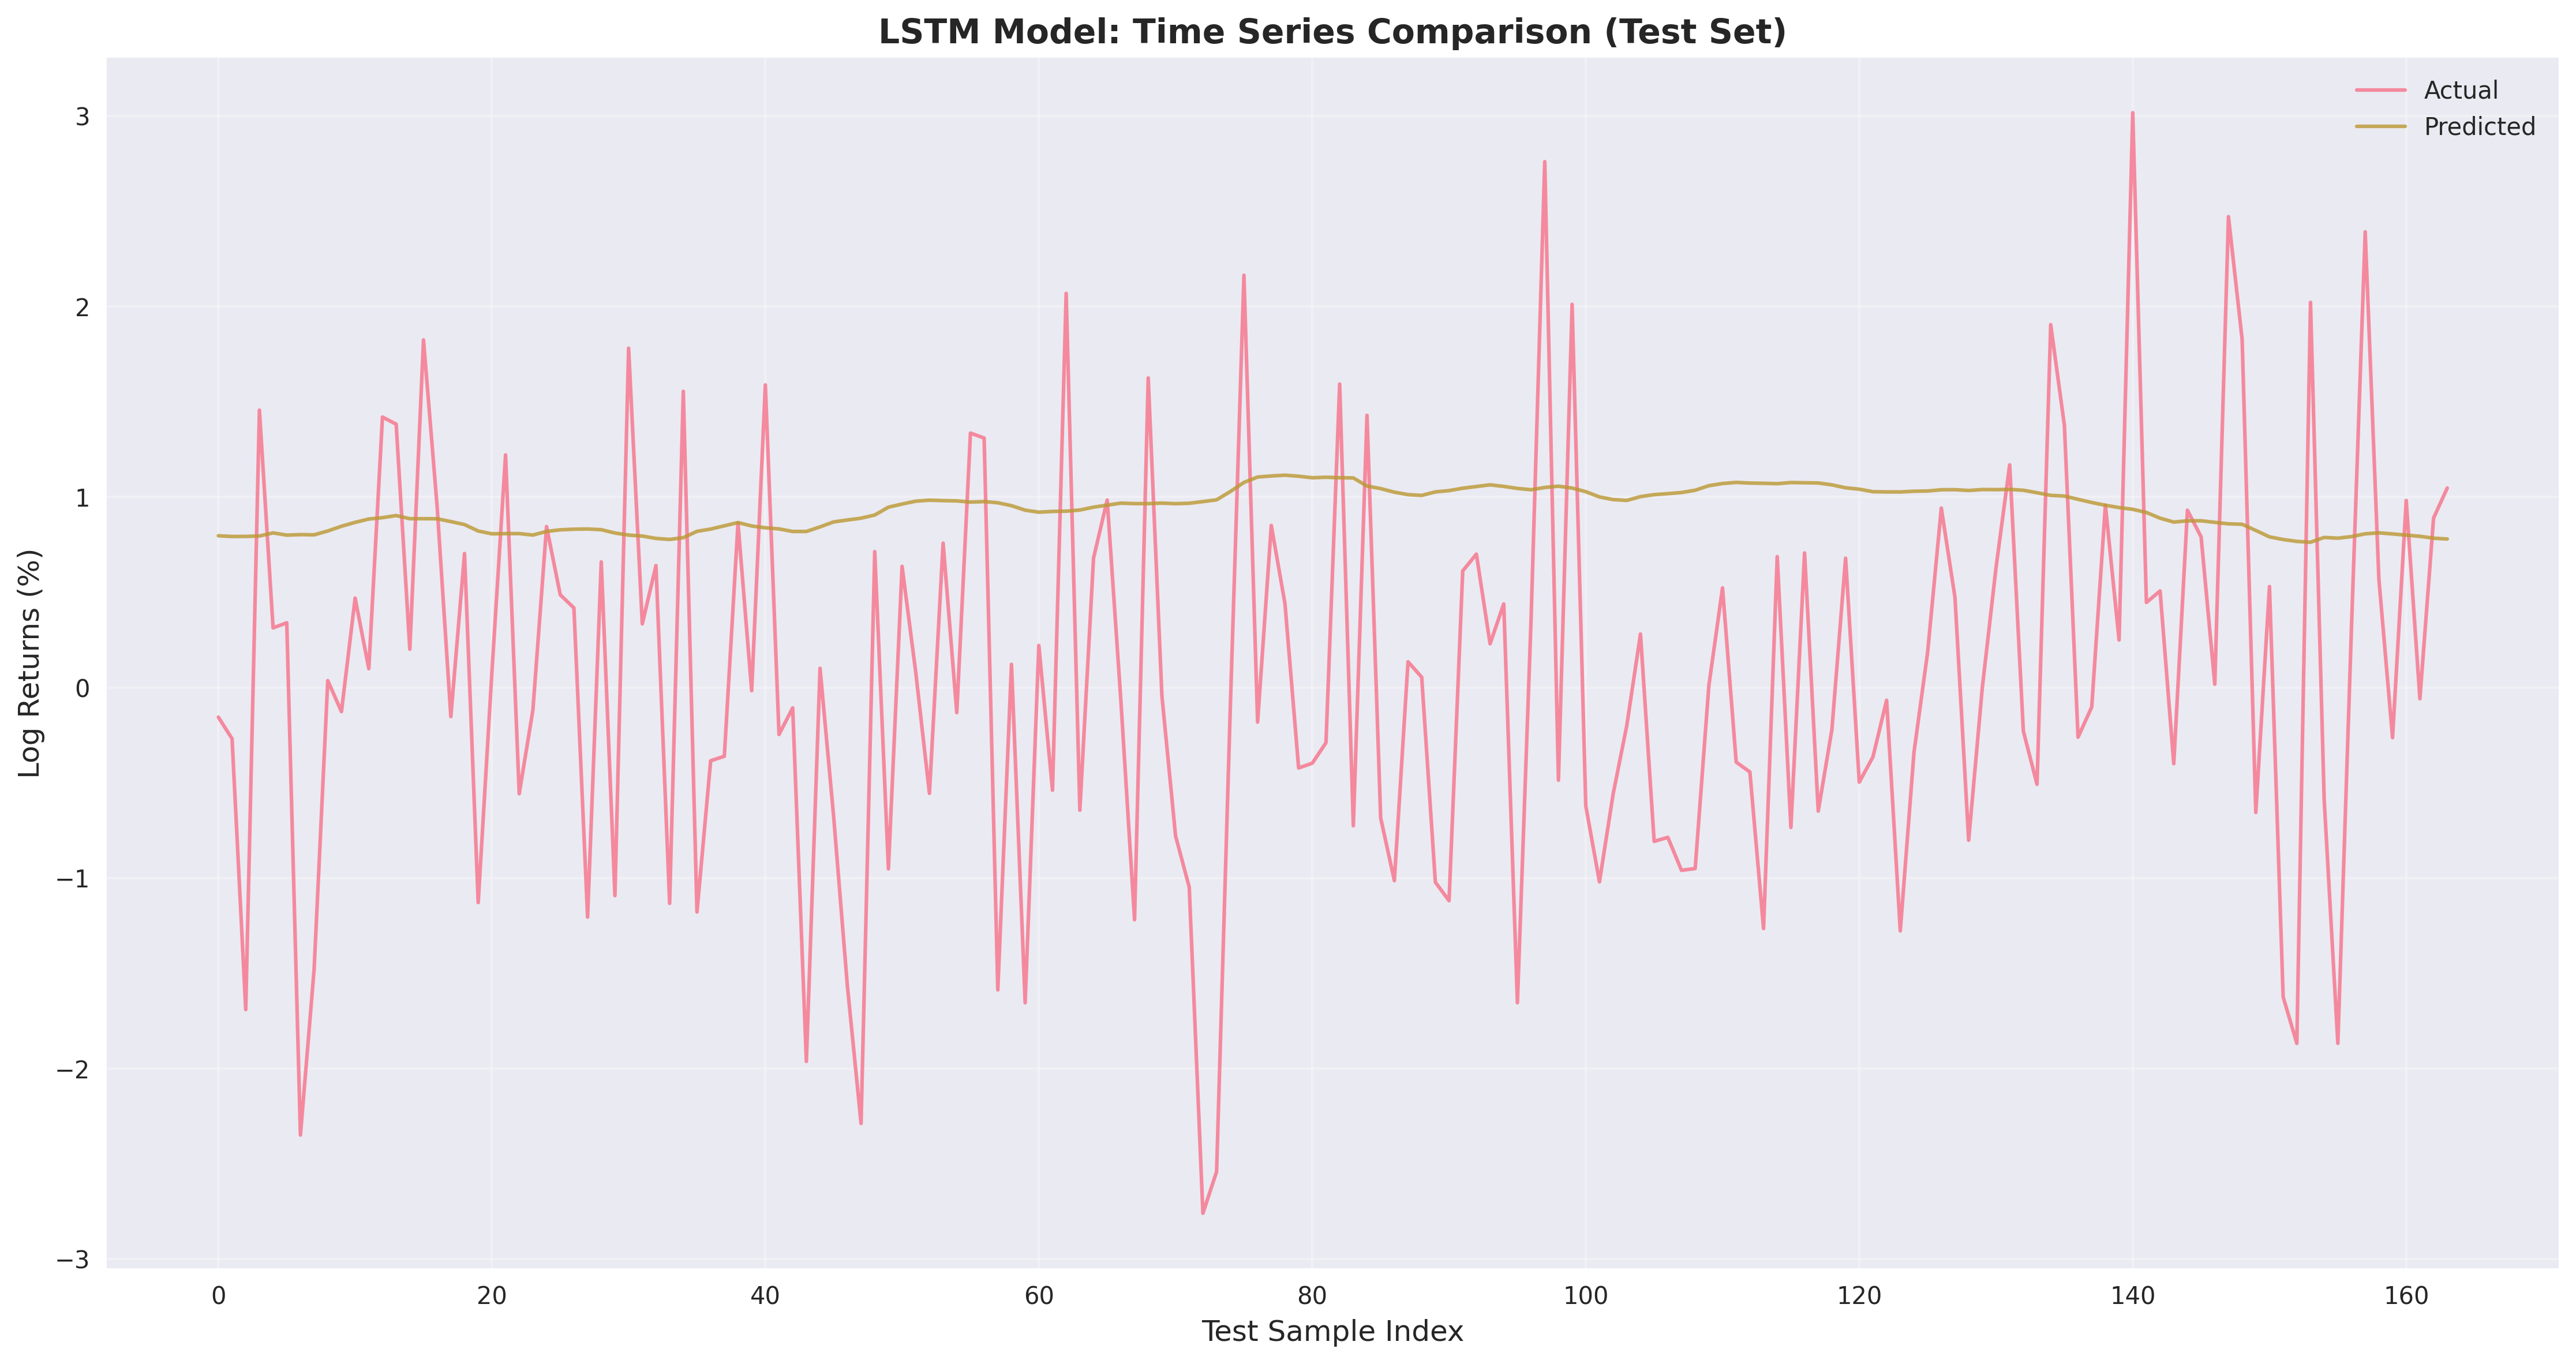 LSTM Model: Time Series Comparison (Test Set)
Actual
Predicted
Log Returns (%)
3
2
1
0
−1
−2
−3
0 20 40 60 80 100 120 140 160
Test Sample Index